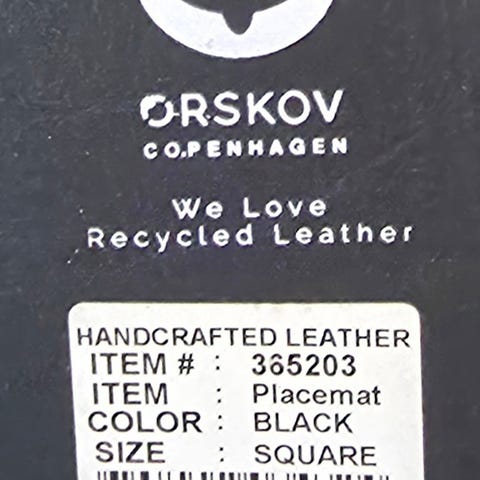 ORSKOV
COPENHAGEN
We Love
Recycled Leather
HANDCRAFTED LEATHER
ITEM # : 365203
ITEM : Placemat
COLOR : BLACK
SIZE : SQUARE